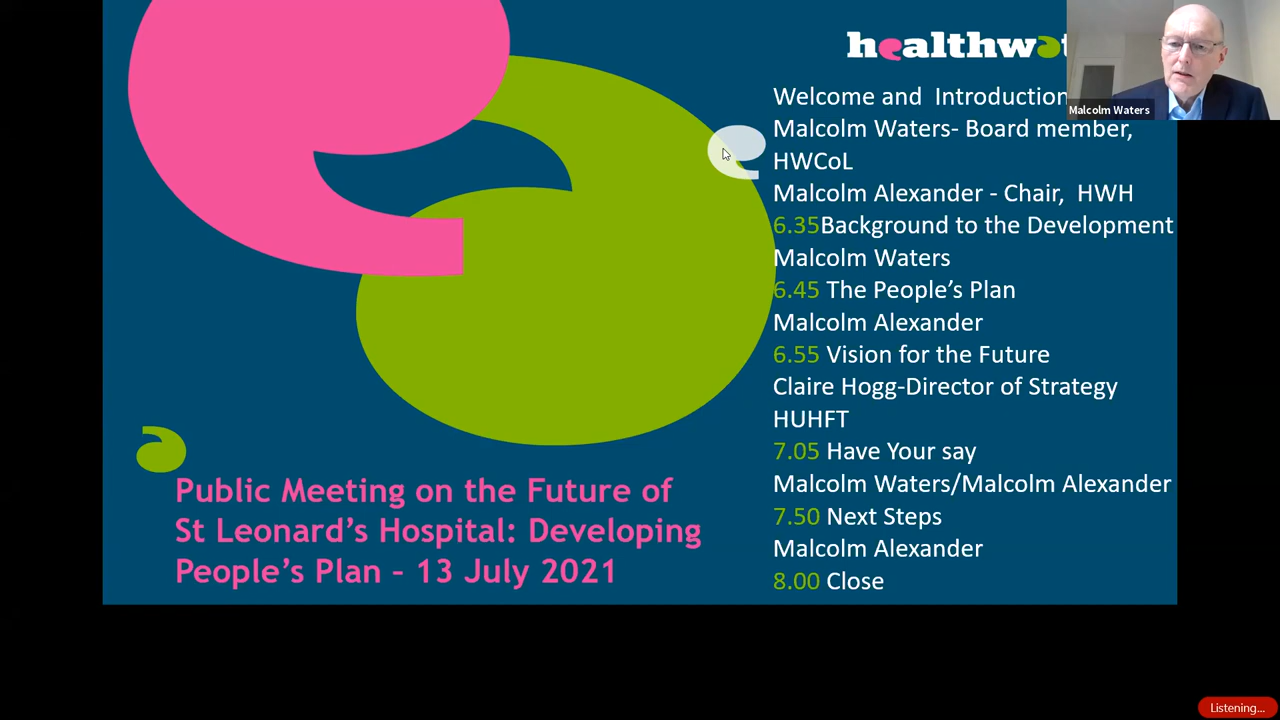 healthwat
Malcolm Waters
Welcome and  Introduction
Malcolm Waters- Board member,
HWCoL
Malcolm Alexander - Chair,  HWH
6.35Background to the Development
Malcolm Waters
6.45 The People’s Plan
Malcolm Alexander
6.55 Vision for the Future
Claire Hogg-Director of Strategy
HUHFT
7.05 Have Your say
Malcolm Waters/Malcolm Alexander
7.50 Next Steps
Malcolm Alexander
8.00 Close
Public Meeting on the Future of
St Leonard’s Hospital: Developing
People’s Plan – 13 July 2021
Listening...